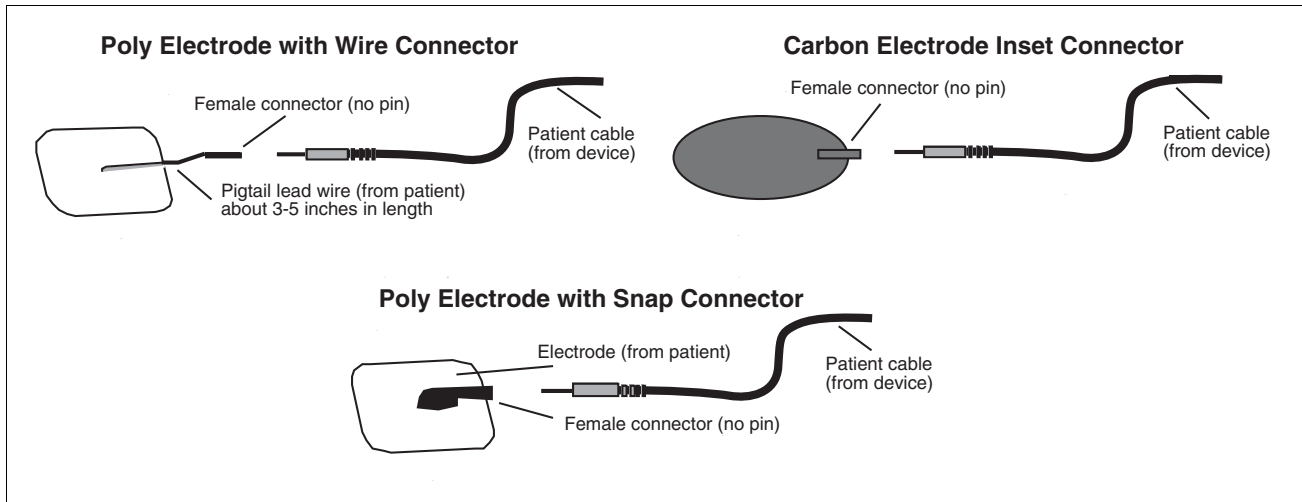 Poly Electrode with Wire Connector
Female connector (no pin)
Patient cable
(from device)
Pigtail lead wire (from patient)
about 3-5 inches in length
Carbon Electrode Inset Connector
Female connector (no pin)
Patient cable
(from device)
Poly Electrode with Snap Connector
Electrode (from patient)
Patient cable
(from device)
Female connector (no pin)